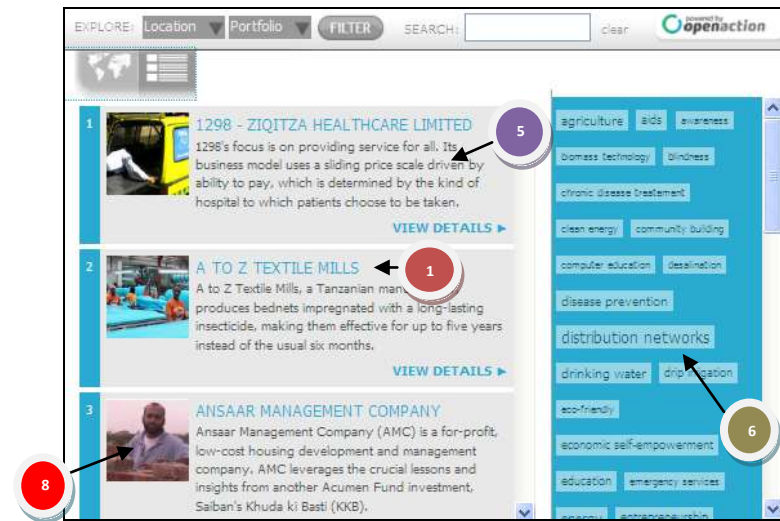 EXPLORE: Location Portfolio FILTER SEARCH: clear powered by openaction
1
1298 - ZIQITZA HEALTHCARE LIMITED
1298's focus is on providing service for all. Its
business model uses a sliding price scale driven by
ability to pay, which is determined by the kind of
hospital to which patients choose to be taken.
VIEW DETAILS ▶
5
2
A TO Z TEXTILE MILLS
1
A to Z Textile Mills, a Tanzanian
produces bednets impregnated with a long-lasting
insecticide, making them effective for up to five years
instead of the usual six months.
VIEW DETAILS ▶
3
ANSAAR MANAGEMENT COMPANY
Ansaar Management Company (AMC) is a for-profit,
low-cost housing development and management
company. AMC leverages the crucial lessons and
insights from another Acumen Fund investment,
Saiban's Khuda ki Basti (KKB).
8
agriculture aids awareness
biomass technology blindness
chronic disease treatement
clean energy community building
computer education desalination
disease prevention
distribution networks
drinking water drip irrigation
eco-friendly
6
economic self-empowerment
education emergency services
energy entrepreneurship